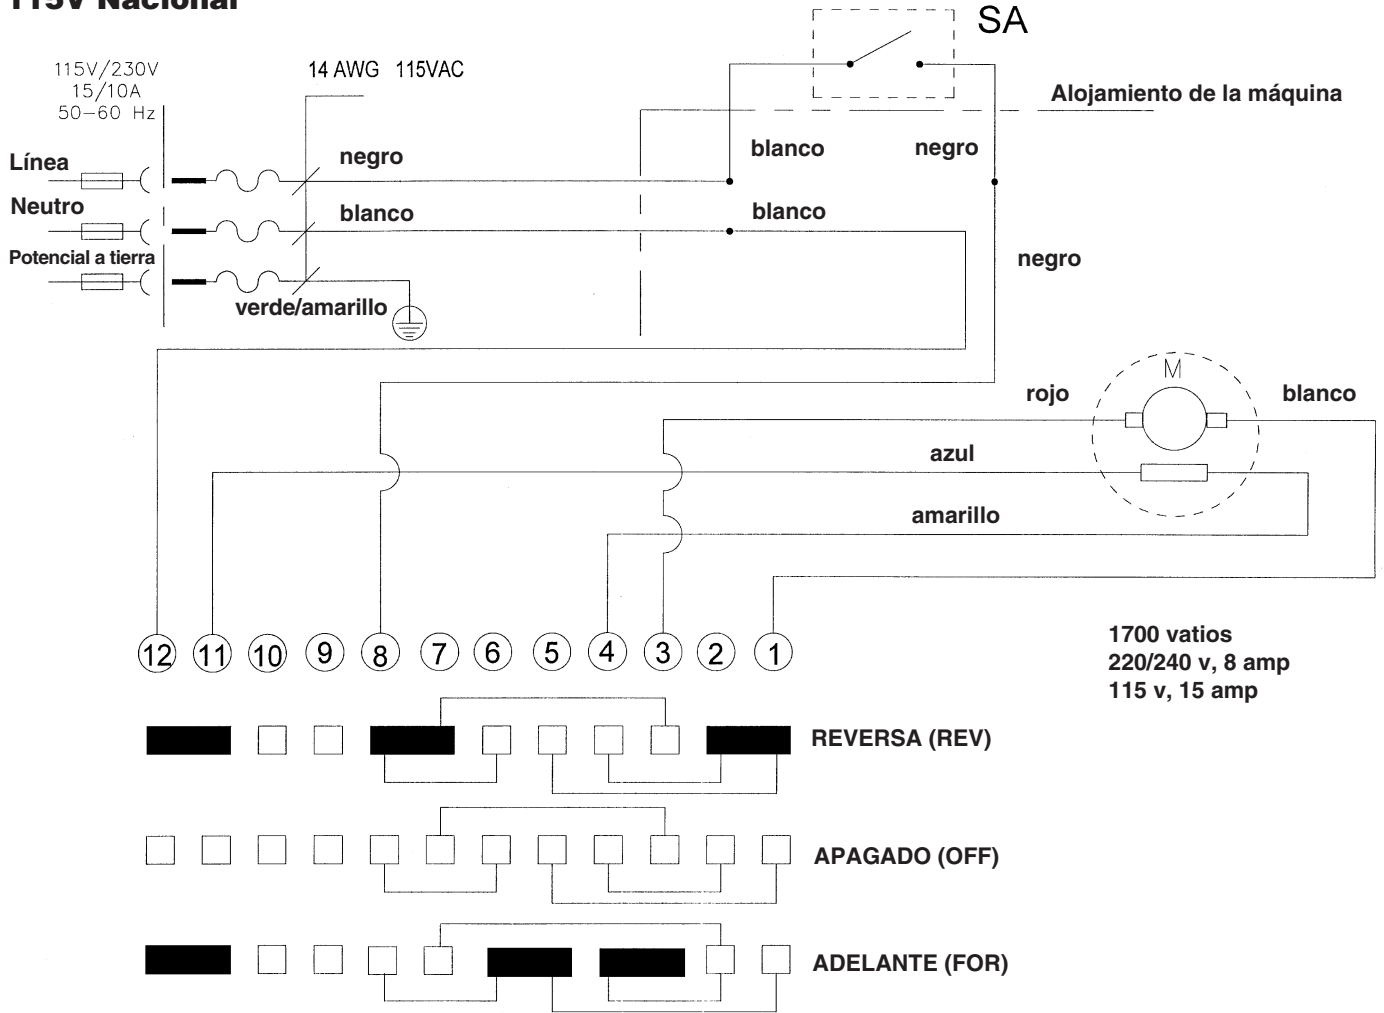 115V Nacional
SA
115V/230V
15/10A
50-60 Hz
14 AWG 115VAC
Alojamiento de la máquina
Línea
negro
blanco
negro
Neutro
blanco
blanco
Potencial a tierra
negro
verde/amarillo
M
rojo
blanco
azul
amarillo
12 11 10 9 8 7 6 5 4 3 2 1
1700 vatios
220/240 v, 8 amp
115 v, 15 amp
REVERSA (REV)
APAGADO (OFF)
ADELANTE (FOR)